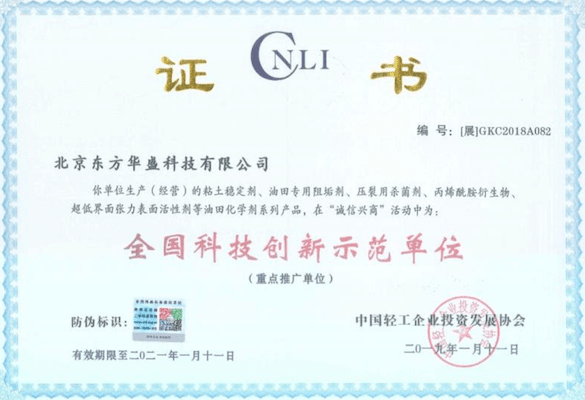 CNLI
证 书
编 号：[展]GKC2018A082
北京东方华盛科技有限公司
你单位生产（经营）的粘土稳定剂、油田专用阻垢剂、压裂用杀菌剂、丙烯酰胺衍生物、
超低界面张力表面活性剂等油田化学剂系列产品，在“诚信兴商”活动中为：
全国科技创新示范单位
（重点推广单位）
防伪标识：
中国轻工企业投资发展协会
有效期限至二〇二一年一月十一日
二〇一九年一月十一日